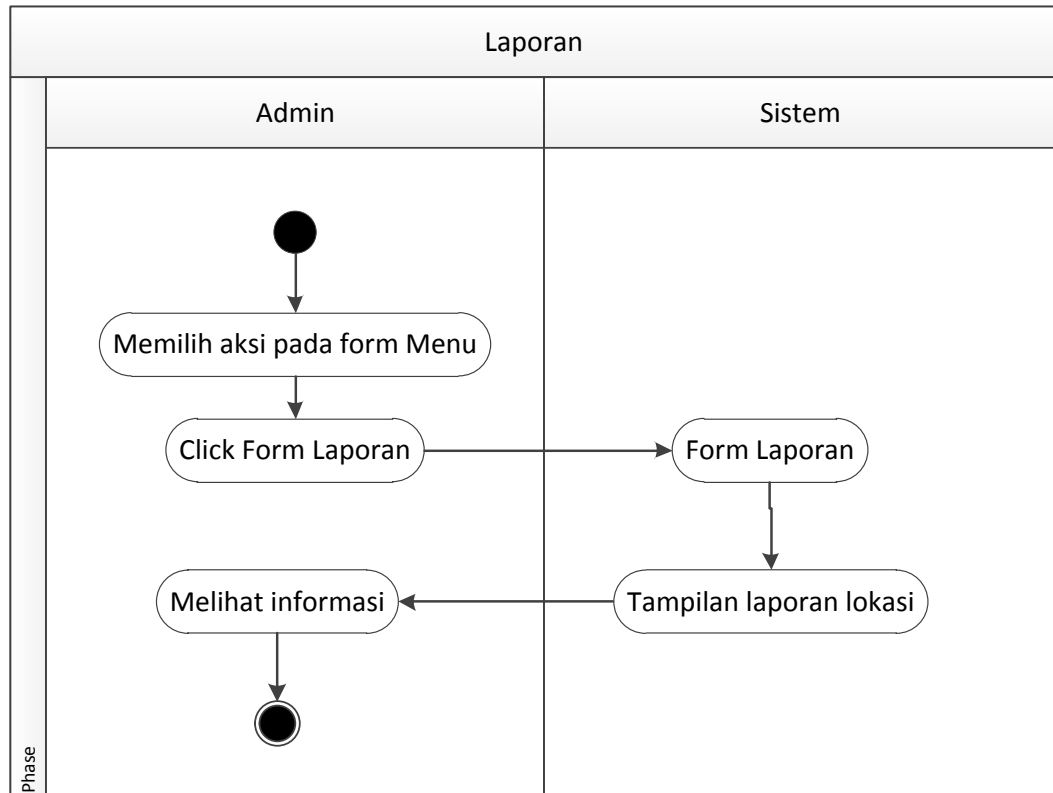 Laporan
Admin
Sistem
Memilih aksi pada form Menu
Click Form Laporan
Form Laporan
Melihat informasi
Tampilan laporan lokasi
Phase